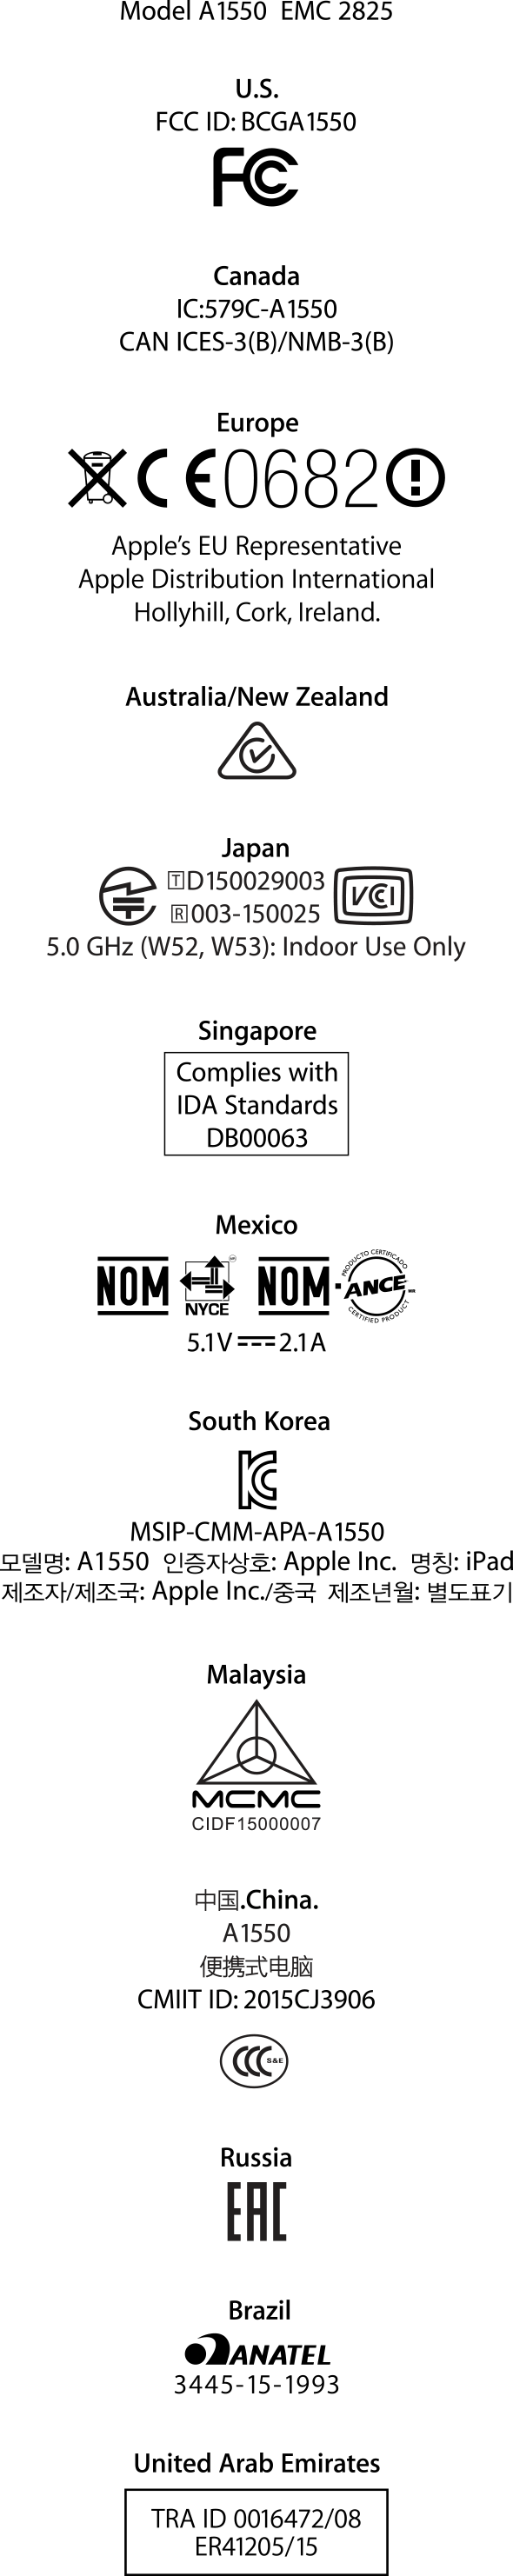 Model A1550 EMC 2825
U.S.
FCC ID: BCGA1550
FC
Canada
IC:579C-A1550
CAN ICES-3(B)/NMB-3(B)
Europe
CE0682
Apple's EU Representative
Apple Distribution International
Hollyhill, Cork, Ireland.
Australia/New Zealand
Japan
T D150029003
R 003-150025
VCCI
5.0 GHz (W52, W53): Indoor Use Only
Singapore
Complies with
IDA Standards
DB00063
Mexico
NOM NYCE NOM-ANCE
PRODUCTO CERTIFICADO
CERTIFIED PRODUCT
5.1V ⎓ 2.1A
South Korea
KC
MSIP-CMM-APA-A1550
모델명: A1550 인증자상호: Apple Inc. 명칭: iPad
제조자/제조국: Apple Inc./중국 제조년월: 별도표기
Malaysia
MCMC
CIDF15000007
中国.China.
A1550
便携式电脑
CMIIT ID: 2015CJ3906
CCC S&E
Russia
EAC
Brazil
ANATEL
3445-15-1993
United Arab Emirates
TRA ID 0016472/08
ER41205/15